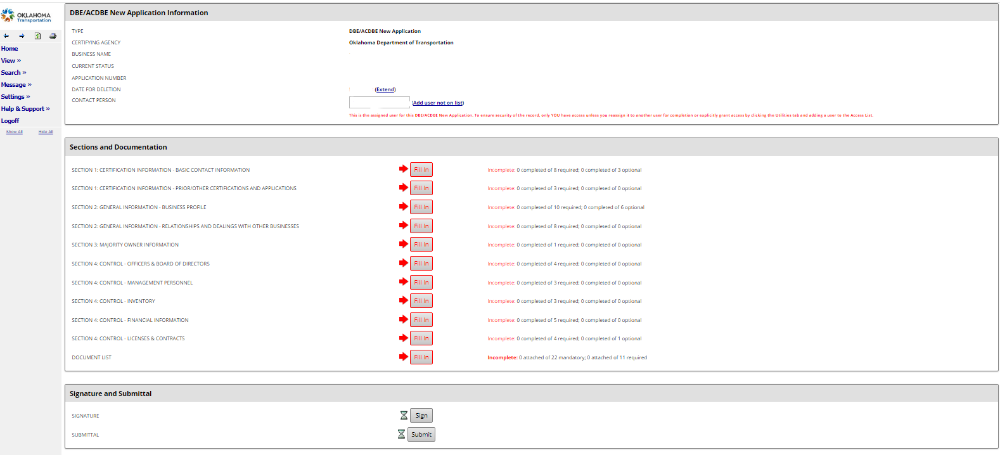 OKLAHOMA
Transportation
Home
View »
Search »
Message »
Settings »
Help & Support »
Logoff
Show All Hide All
DBE/ACDBE New Application Information
TYPE DBE/ACDBE New Application
CERTIFYING AGENCY Oklahoma Department of Transportation
BUSINESS NAME
CURRENT STATUS
APPLICATION NUMBER
DATE FOR DELETION (Extend)
CONTACT PERSON (Add user not on list)
This is the assigned user for this DBE/ACDBE New Application. To ensure security of the record, only YOU have access unless you reassign it to another user for completion or explicitly grant access by clicking the Utilities tab and adding a user to the Access List.
Sections and Documentation
SECTION 1: CERTIFICATION INFORMATION - BASIC CONTACT INFORMATION Fill In Incomplete: 0 completed of 8 required; 0 completed of 3 optional
SECTION 1: CERTIFICATION INFORMATION - PRIOR/OTHER CERTIFICATIONS AND APPLICATIONS Fill In Incomplete: 0 completed of 3 required; 0 completed of 0 optional
SECTION 2: GENERAL INFORMATION - BUSINESS PROFILE Fill In Incomplete: 0 completed of 10 required; 0 completed of 6 optional
SECTION 2: GENERAL INFORMATION - RELATIONSHIPS AND DEALINGS WITH OTHER BUSINESSES Fill In Incomplete: 0 completed of 8 required; 0 completed of 0 optional
SECTION 3: MAJORITY OWNER INFORMATION Fill In Incomplete: 0 completed of 1 required; 0 completed of 0 optional
SECTION 4: CONTROL - OFFICERS & BOARD OF DIRECTORS Fill In Incomplete: 0 completed of 4 required; 0 completed of 0 optional
SECTION 4: CONTROL - MANAGEMENT PERSONNEL Fill In Incomplete: 0 completed of 3 required; 0 completed of 0 optional
SECTION 4: CONTROL - INVENTORY Fill In Incomplete: 0 completed of 3 required; 0 completed of 0 optional
SECTION 4: CONTROL - FINANCIAL INFORMATION Fill In Incomplete: 0 completed of 5 required; 0 completed of 0 optional
SECTION 4: CONTROL - LICENSES & CONTRACTS Fill In Incomplete: 0 completed of 4 required; 0 completed of 1 optional
DOCUMENT LIST Fill In Incomplete: 0 attached of 22 mandatory; 0 attached of 11 required
Signature and Submittal
SIGNATURE Sign
SUBMITTAL Submit